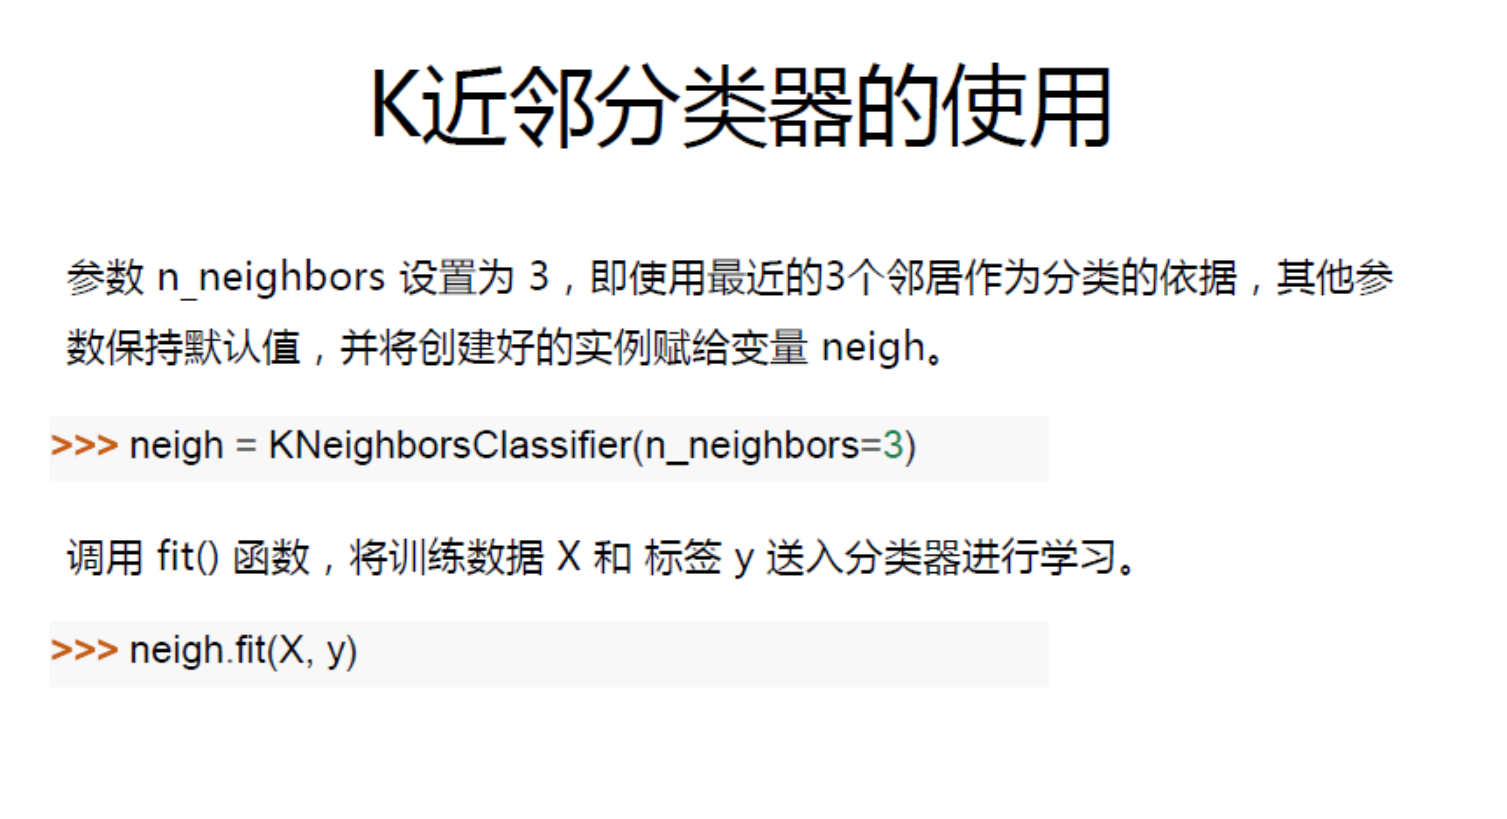 K近邻分类器的使用
参数 n_neighbors 设置为 3，即使用最近的3个邻居作为分类的依据，其他参
数保持默认值，并将创建好的实例赋给变量 neigh。
>>> neigh = KNeighborsClassifier(n_neighbors=3)
调用 fit() 函数，将训练数据 X 和 标签 y 送入分类器进行学习。
>>> neigh.fit(X, y)